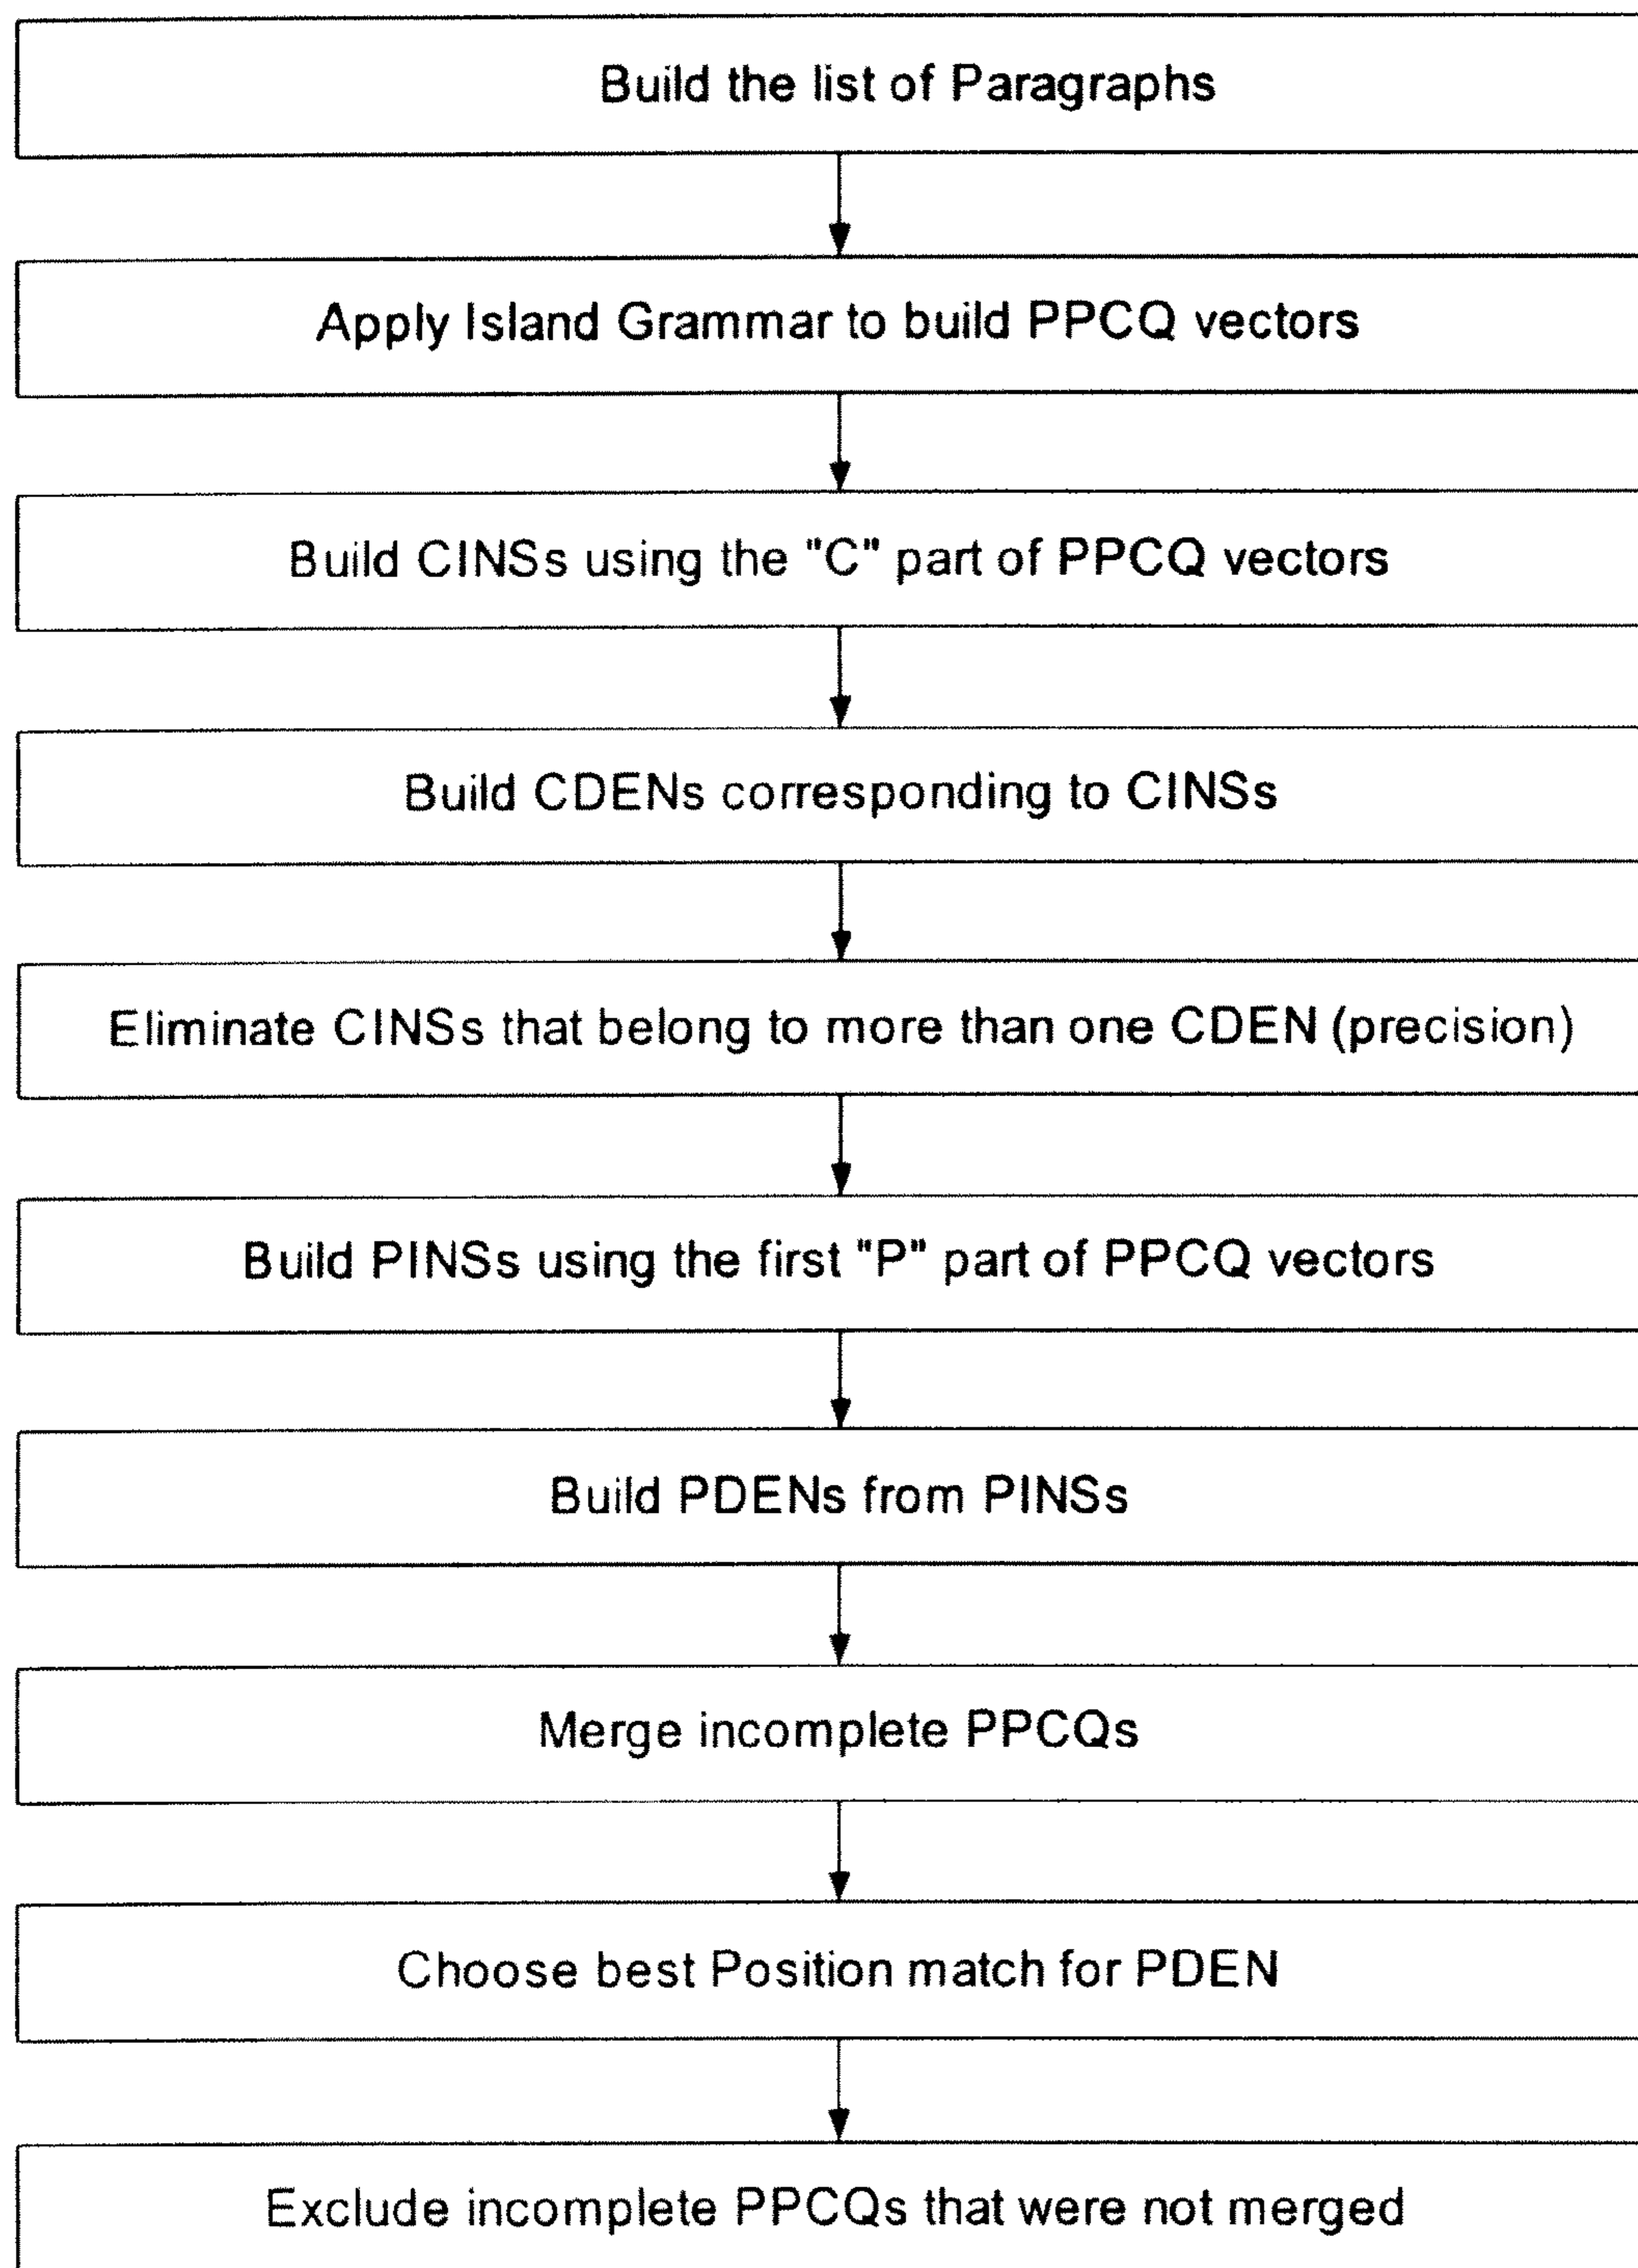 Build the list of Paragraphs
Apply Island Grammar to build PPCQ vectors
Build CINSs using the "C" part of PPCQ vectors
Build CDENs corresponding to CINSs
Eliminate CINSs that belong to more than one CDEN (precision)
Build PINSs using the first "P" part of PPCQ vectors
Build PDENs from PINSs
Merge incomplete PPCQs
Choose best Position match for PDEN
Exclude incomplete PPCQs that were not merged